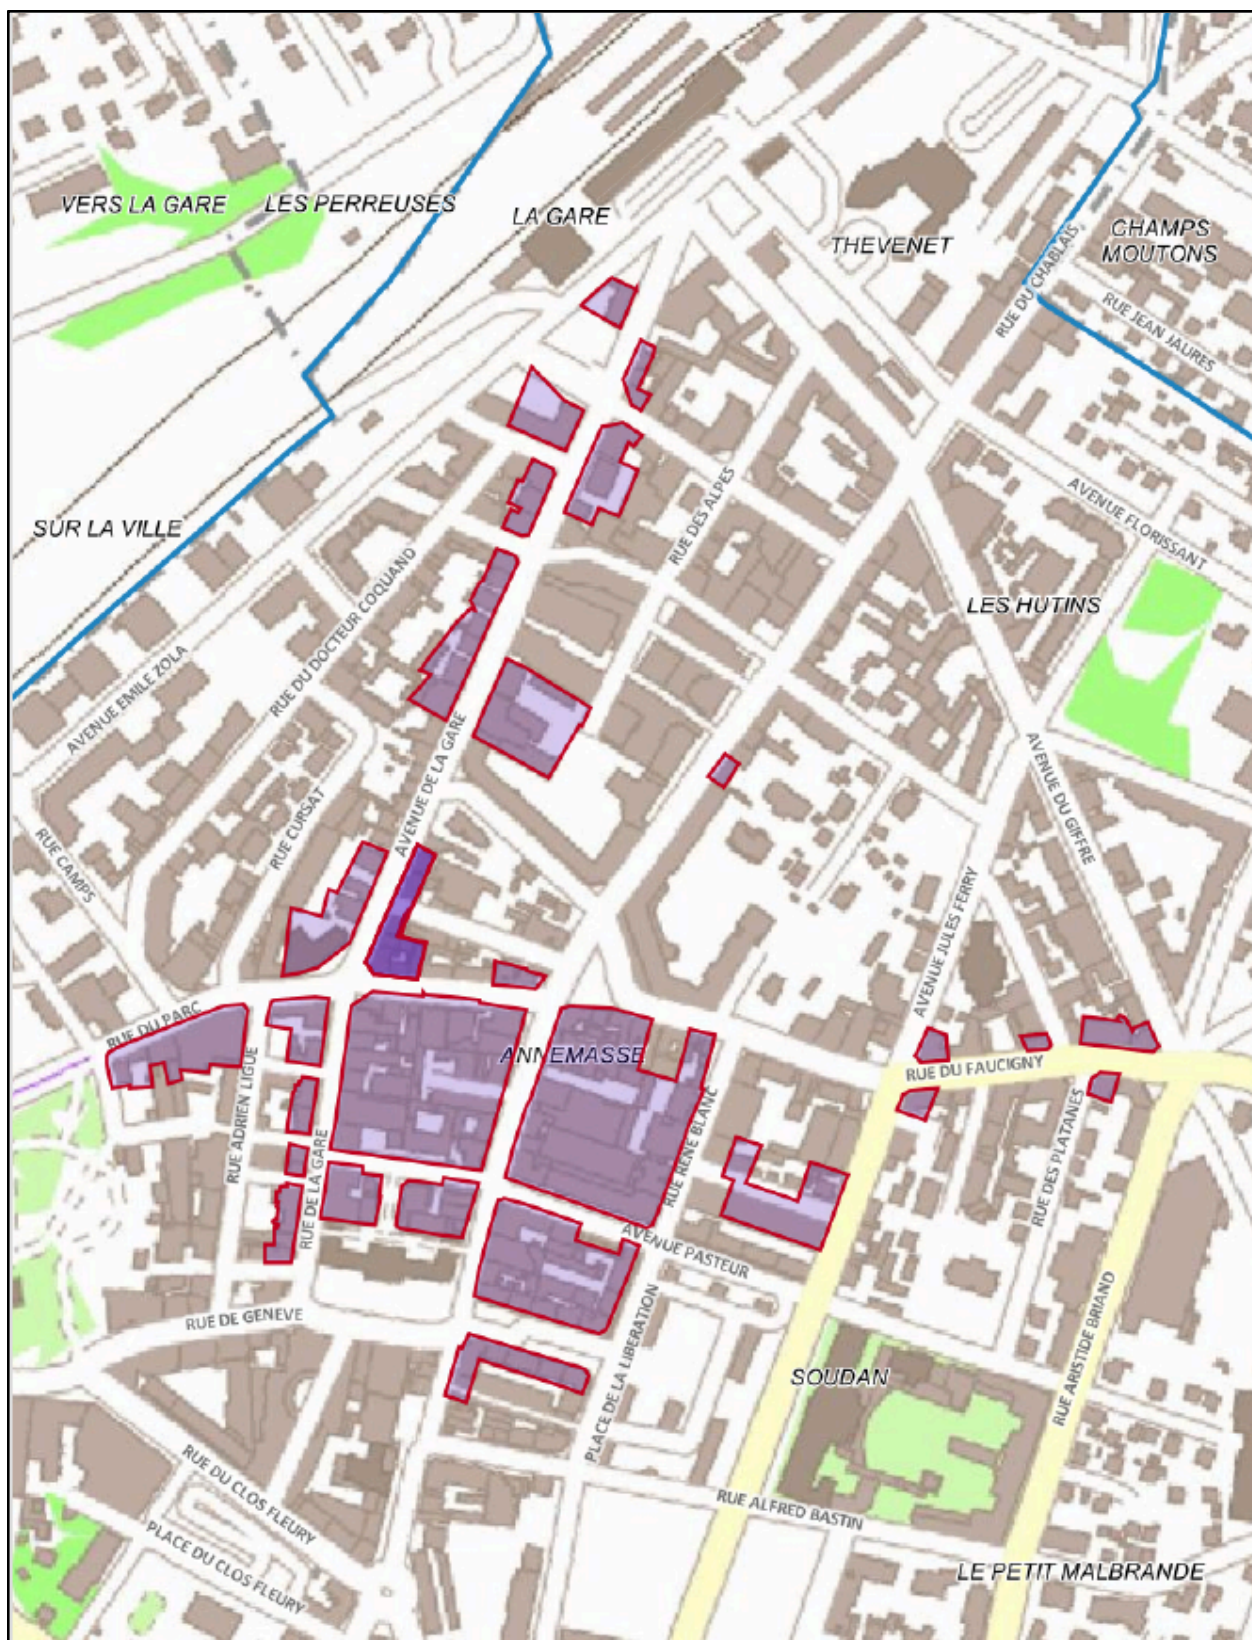 VERS LA GARE
LES PERREUSES
LA GARE
THEVENET
CHAMPS
MOUTONS
RUE DU CHABLAIS
RUE JEAN JAURES
SUR LA VILLE
RUE DES ALPES
AVENUE FLORISSANT
RUE DU DOCTEUR COQUAND
LES HUTINS
AVENUE EMILE ZOLA
AVENUE DE LA GARE
AVENUE DU GIFFRE
RUE CURSAT
RUE CAMPS
AVENUE JULES FERRY
RUE DU PARC
ANNEMASSE
RUE DU FAUCIGNY
RUE ADRIEN LIGUE
RUE DE LA GARE
RUE RENE BLANC
RUE DES PLATANES
AVENUE PASTEUR
RUE DE GENEVE
PLACE DE LA LIBERATION
RUE ARISTIDE BRIAND
SOUDAN
RUE DU CLOS FLEURY
RUE ALFRED BASTIN
PLACE DU CLOS FLEURY
LE PETIT MALBRANDE